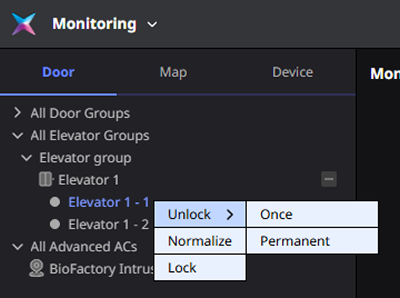 Monitoring
Door Map Device Mon
All Door Groups
All Elevator Groups
Elevator group
Elevator 1
Elevator 1 - 1
Unlock Once
Elevator 1 - 2
Normalize Permanent
All Advanced ACs
Lock
BioFactory Intrus